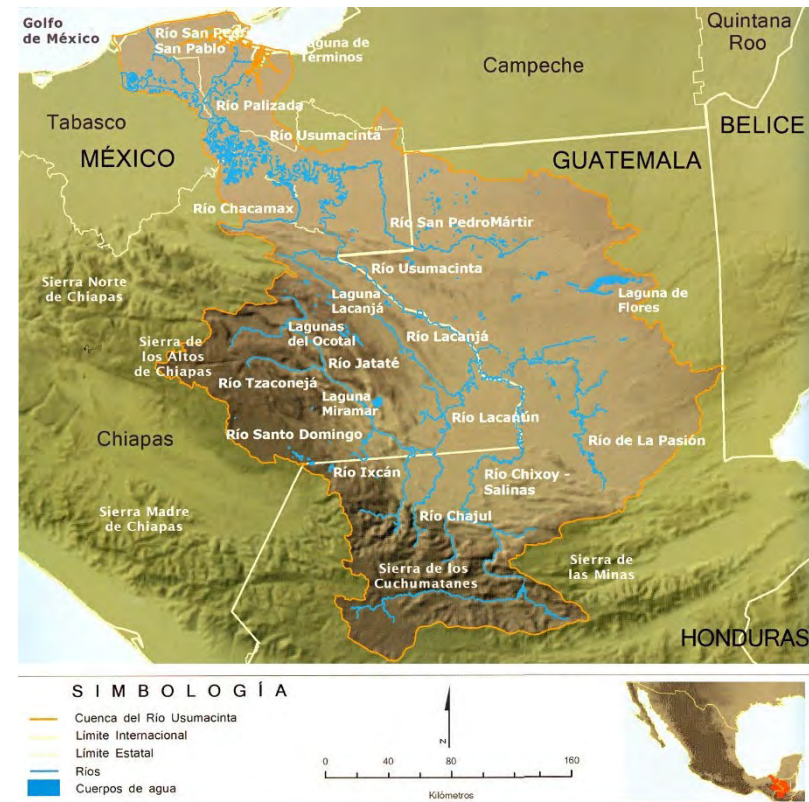 Golfo
de México
Río San Pedro
San Pablo
Laguna de
Términos
Quintana
Roo
Campeche
Río Palizada
Tabasco
Río Usumacinta
BELICE
MÉXICO
GUATEMALA
Río Chacamax
Río San PedroMártir
Río Usumacinta
Sierra Norte
de Chiapas
Laguna
Lacanjá
Laguna de
Flores
Lagunas
del Ocotal
Río Lacanjá
Sierra de
los Altos
de Chiapas
Río Jataté
Río Tzaconejá
Laguna
Miramar
Río Lacantún
Chiapas
Río Santo Domingo
Río de La Pasión
Río Ixcán
Río Chixoy -
Salinas
Sierra Madre
de Chiapas
Río Chajul
Sierra de los
Cuchumatanes
Sierra de
las Minas
HONDURAS
SIMBOLOGÍA
Cuenca del Río Usumacinta
Límite Internacional
Límite Estatal
Ríos
Cuerpos de agua
N
0 40 80 160
Kilómetros